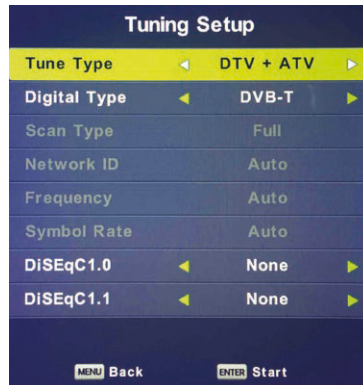 Tuning Setup
Tune Type DTV + ATV
Digital Type DVB-T
Scan Type Full
Network ID Auto
Frequency Auto
Symbol Rate Auto
DiSEqC1.0 None
DiSEqC1.1 None
MENU Back ENTER Start